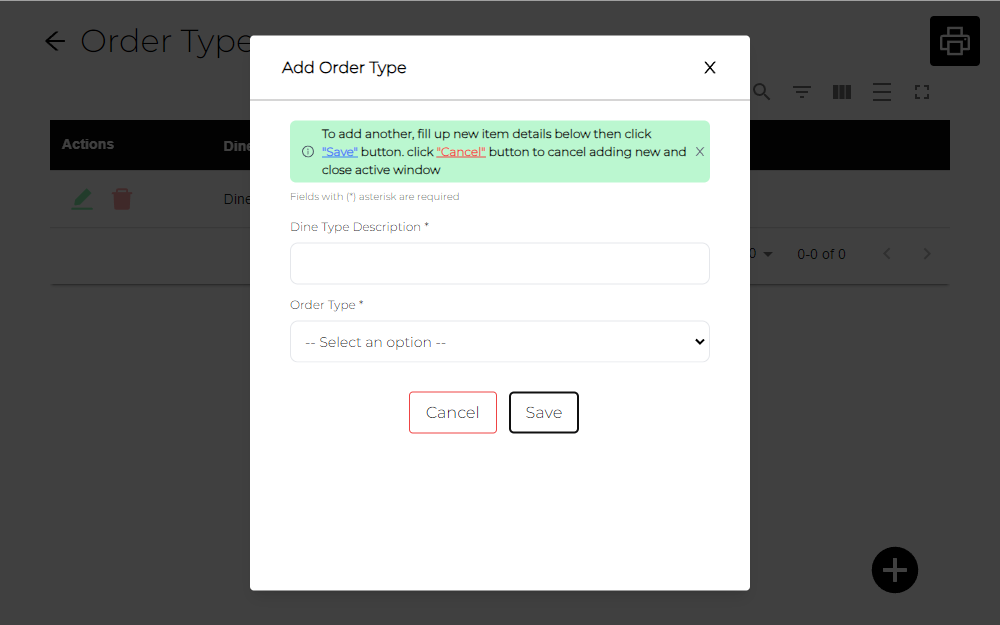 Order Type
Add Order Type
X
To add another, fill up new item details below then click
"Save" button. click "Cancel" button to cancel adding new and
close active window
Fields with (*) asterisk are required
Actions
Dine
Dine
Dine Type Description *
0-0 of 0
Order Type *
-- Select an option --
Cancel
Save